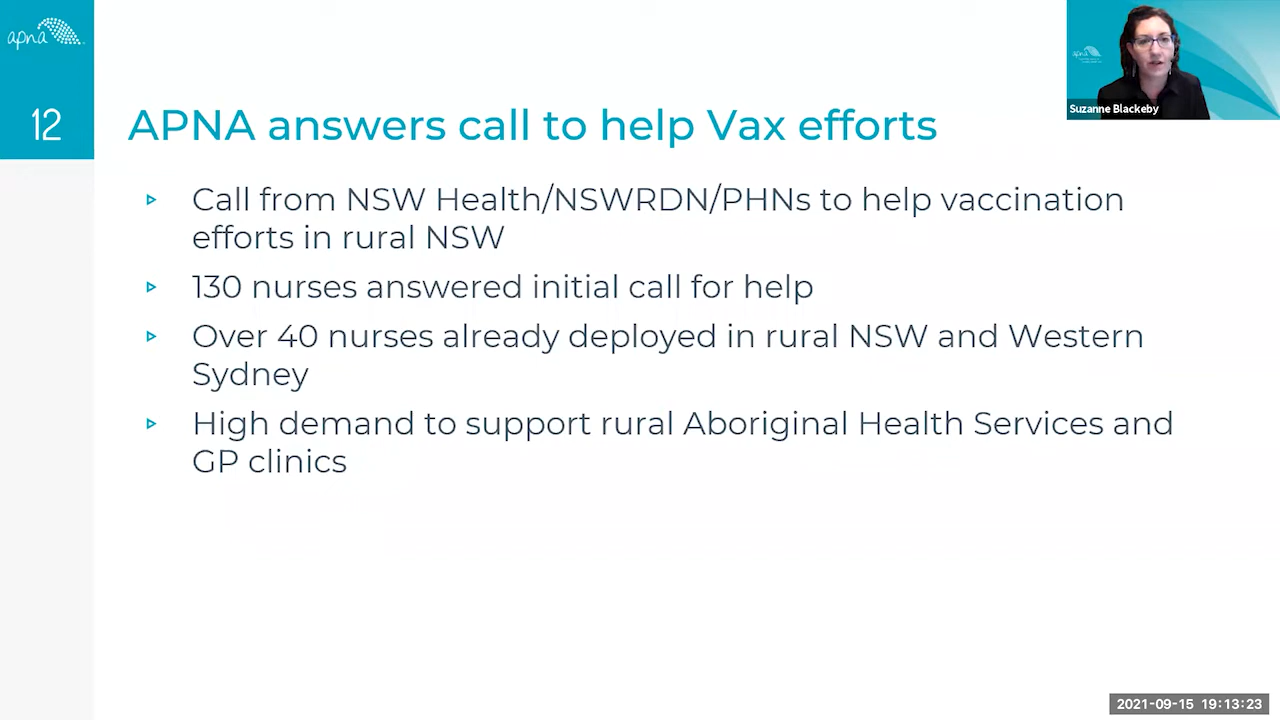 apna
12
APNA answers call to help Vax efforts
Call from NSW Health/NSWRDN/PHNs to help vaccination
efforts in rural NSW
130 nurses answered initial call for help
Over 40 nurses already deployed in rural NSW and Western
Sydney
High demand to support rural Aboriginal Health Services and
GP clinics
apna
Suzanne Blackeby
2021-09-15 19:13:23